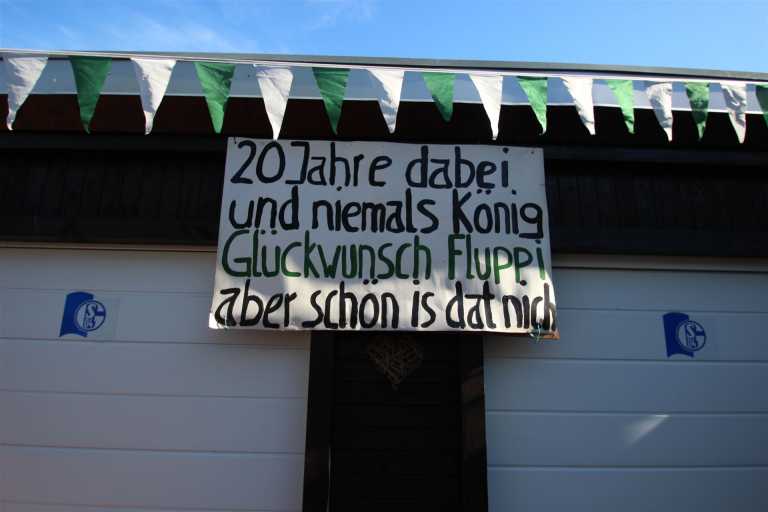 20 Jahre dabei
und niemals König
Glückwunsch Fluppi
aber schön is dat nich